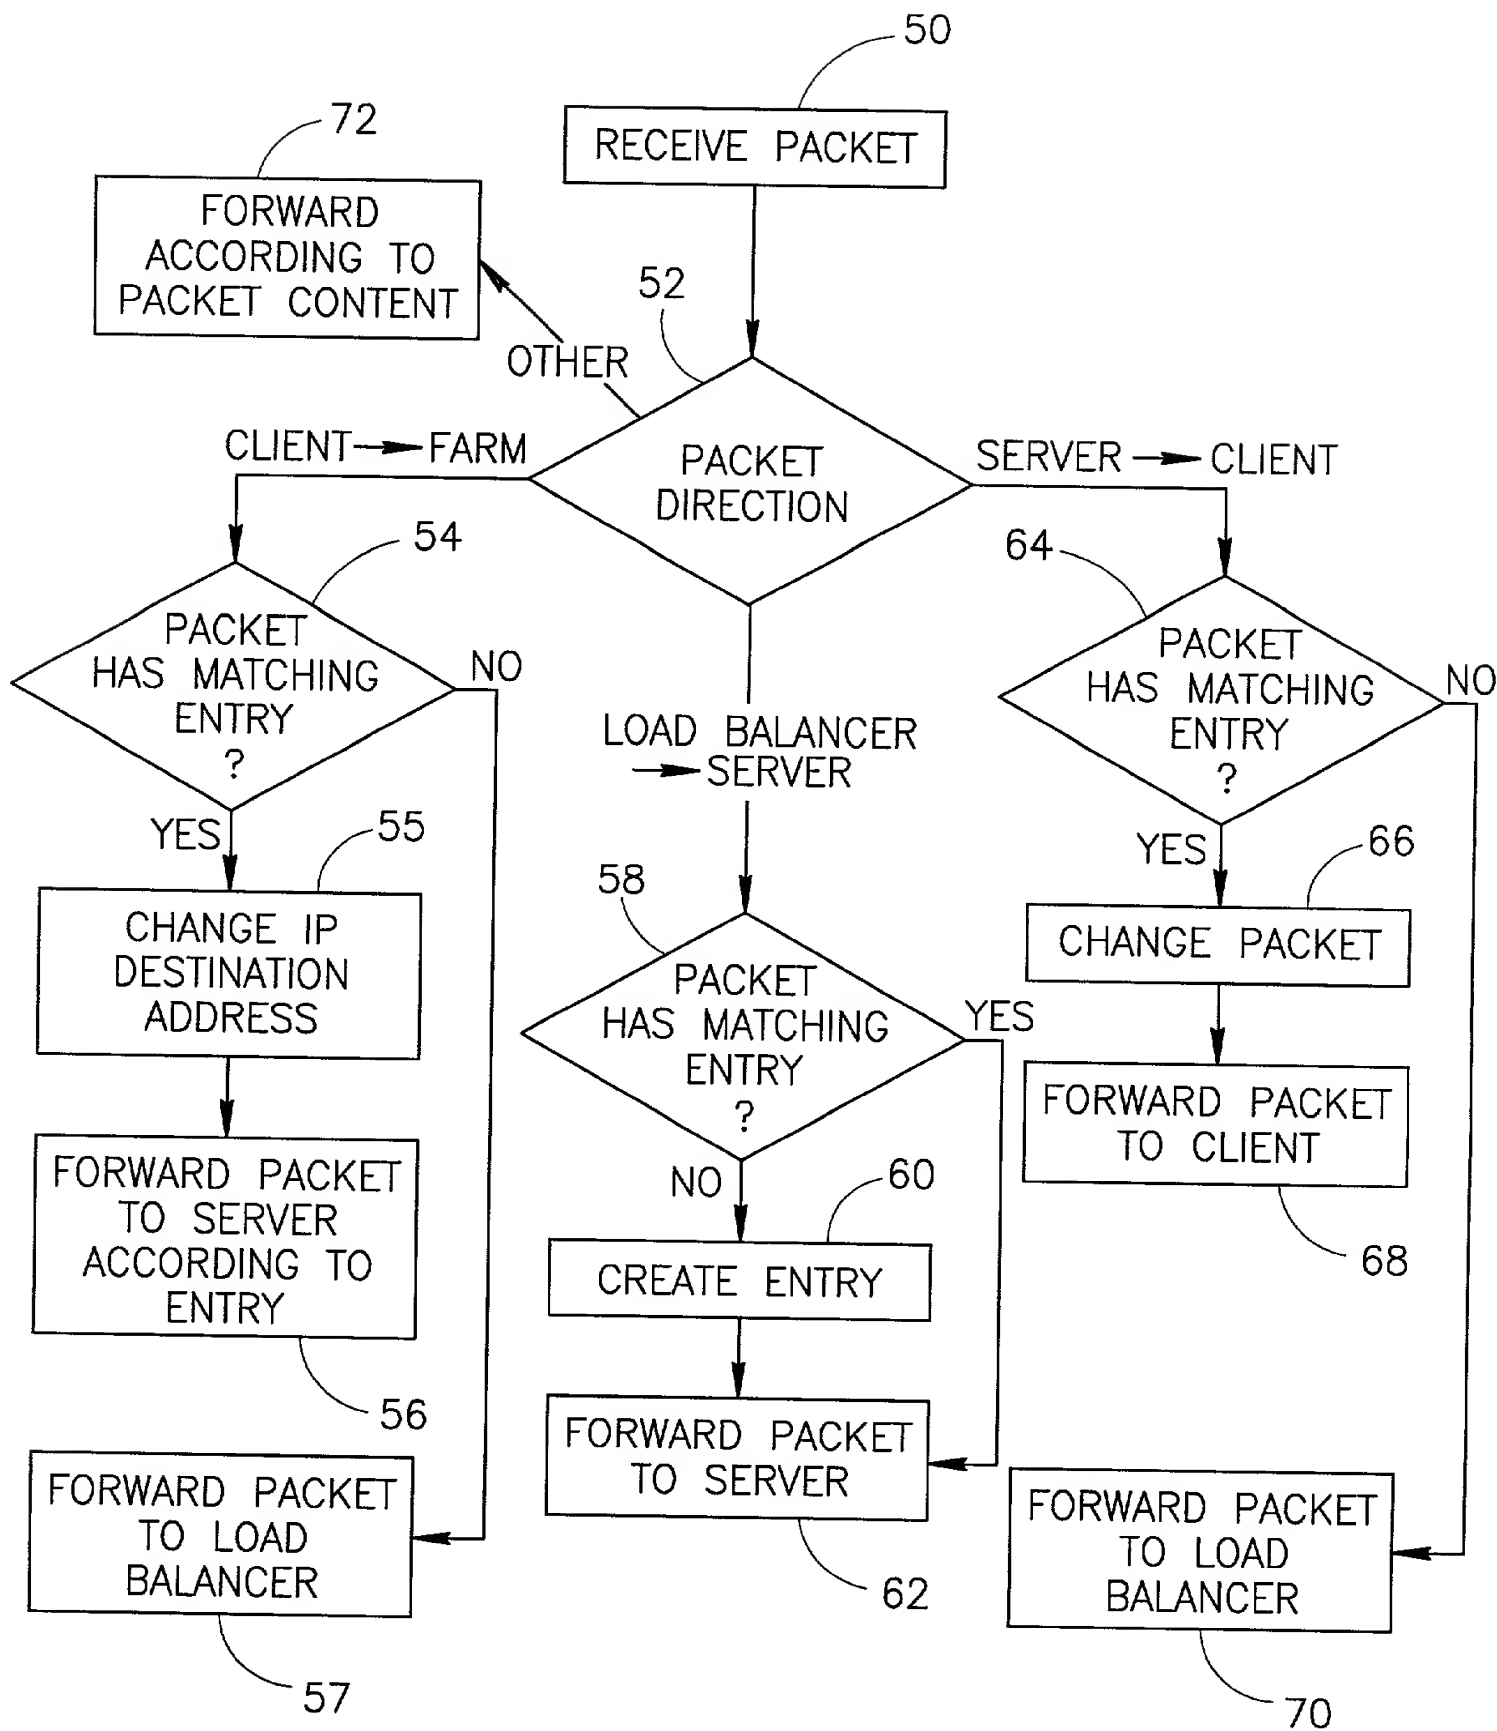 50
RECEIVE PACKET
72
FORWARD
ACCORDING TO
PACKET CONTENT
52
OTHER
PACKET
DIRECTION
CLIENT → FARM
SERVER → CLIENT
54
PACKET
HAS MATCHING
ENTRY
?
NO
YES
55
CHANGE IP
DESTINATION
ADDRESS
FORWARD PACKET
TO SERVER
ACCORDING TO
ENTRY
56
FORWARD PACKET
TO LOAD
BALANCER
57
LOAD BALANCER
→ SERVER
58
PACKET
HAS MATCHING
ENTRY
?
YES
NO
60
CREATE ENTRY
FORWARD PACKET
TO SERVER
62
64
PACKET
HAS MATCHING
ENTRY
?
NO
YES
66
CHANGE PACKET
FORWARD PACKET
TO CLIENT
68
FORWARD PACKET
TO LOAD
BALANCER
70